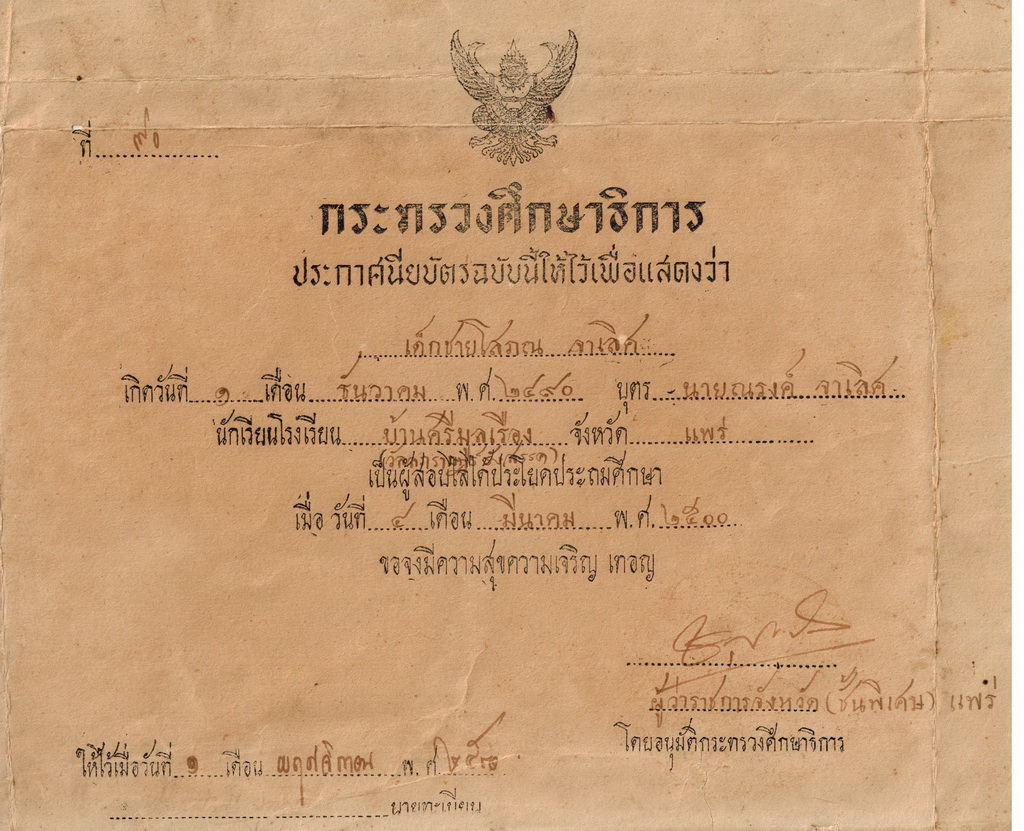 ที่ ๗๐
กระทรวงศึกษาธิการ
ประกาศนียบัตรฉบับนี้ให้ไว้เพื่อแสดงว่า
เด็กชายโสภณ จาเลิศ
เกิดวันที่ ๑ เดือน ธันวาคม พ.ศ. ๒๔๙๐ บุตร นายณรงค์ จาเลิศ
นักเรียนโรงเรียน บ้านศรีมูลเรือง จังหวัด แพร่
เป็นผู้สอบไล่ได้ประโยคประถมศึกษา
เมื่อ วันที่ ๔ เดือน มีนาคม พ.ศ. ๒๕๐๐
ขอจงมีความสุขความเจริญ เทอญ
ผู้ว่าราชการจังหวัด (ชั้นพิเศษ) แพร่
โดยอนุมัติกระทรวงศึกษาธิการ
ให้ไว้เมื่อวันที่ ๑ เดือน พฤศจิกายน พ.ศ.
นายทะเบียน